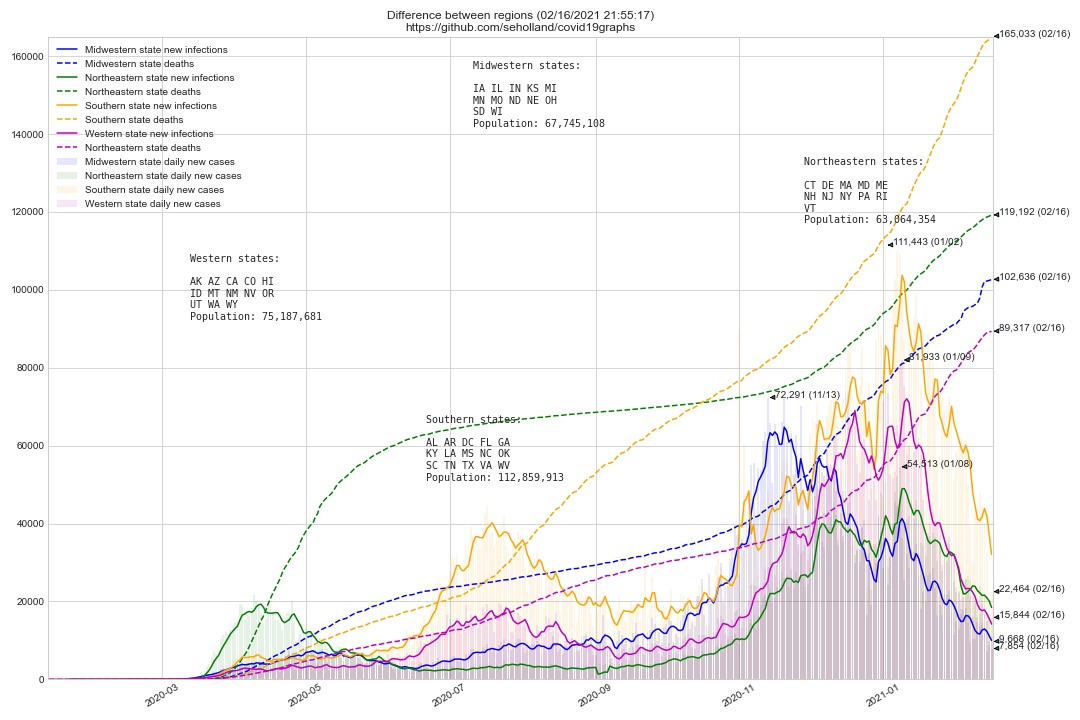 Difference between regions (02/16/2021 21:55:17)
https://github.com/seholland/covid19graphs
Midwestern state new infections
Midwestern state deaths
Northeastern state new infections
Northeastern state deaths
Southern state new infections
Southern state deaths
Western state new infections
Northeastern state deaths
Midwestern state daily new cases
Northeastern state daily new cases
Southern state daily new cases
Western state daily new cases
Midwestern states:
IA IL IN KS MI
MN MO ND NE OH
SD WI
Population: 67,745,108
Northeastern states:
CT DE MA MD ME
NH NJ NY PA RI
VT
Population: 63,064,354
Western states:
AK AZ CA CO HI
ID MT NM NV OR
UT WA WY
Population: 75,187,681
Southern states:
AL AR DC FL GA
KY LA MS NC OK
SC TN TX VA WV
Population: 112,859,913
165,033 (02/16)
119,192 (02/16)
111,443 (01/02)
102,636 (02/16)
89,317 (02/16)
81,933 (01/09)
72,291 (11/13)
54,513 (01/08)
22,464 (02/16)
15,844 (02/16)
9,668 (02/16)
7,854 (02/16)
160000
140000
120000
100000
80000
60000
40000
20000
0
2020-03
2020-05
2020-07
2020-09
2020-11
2021-01